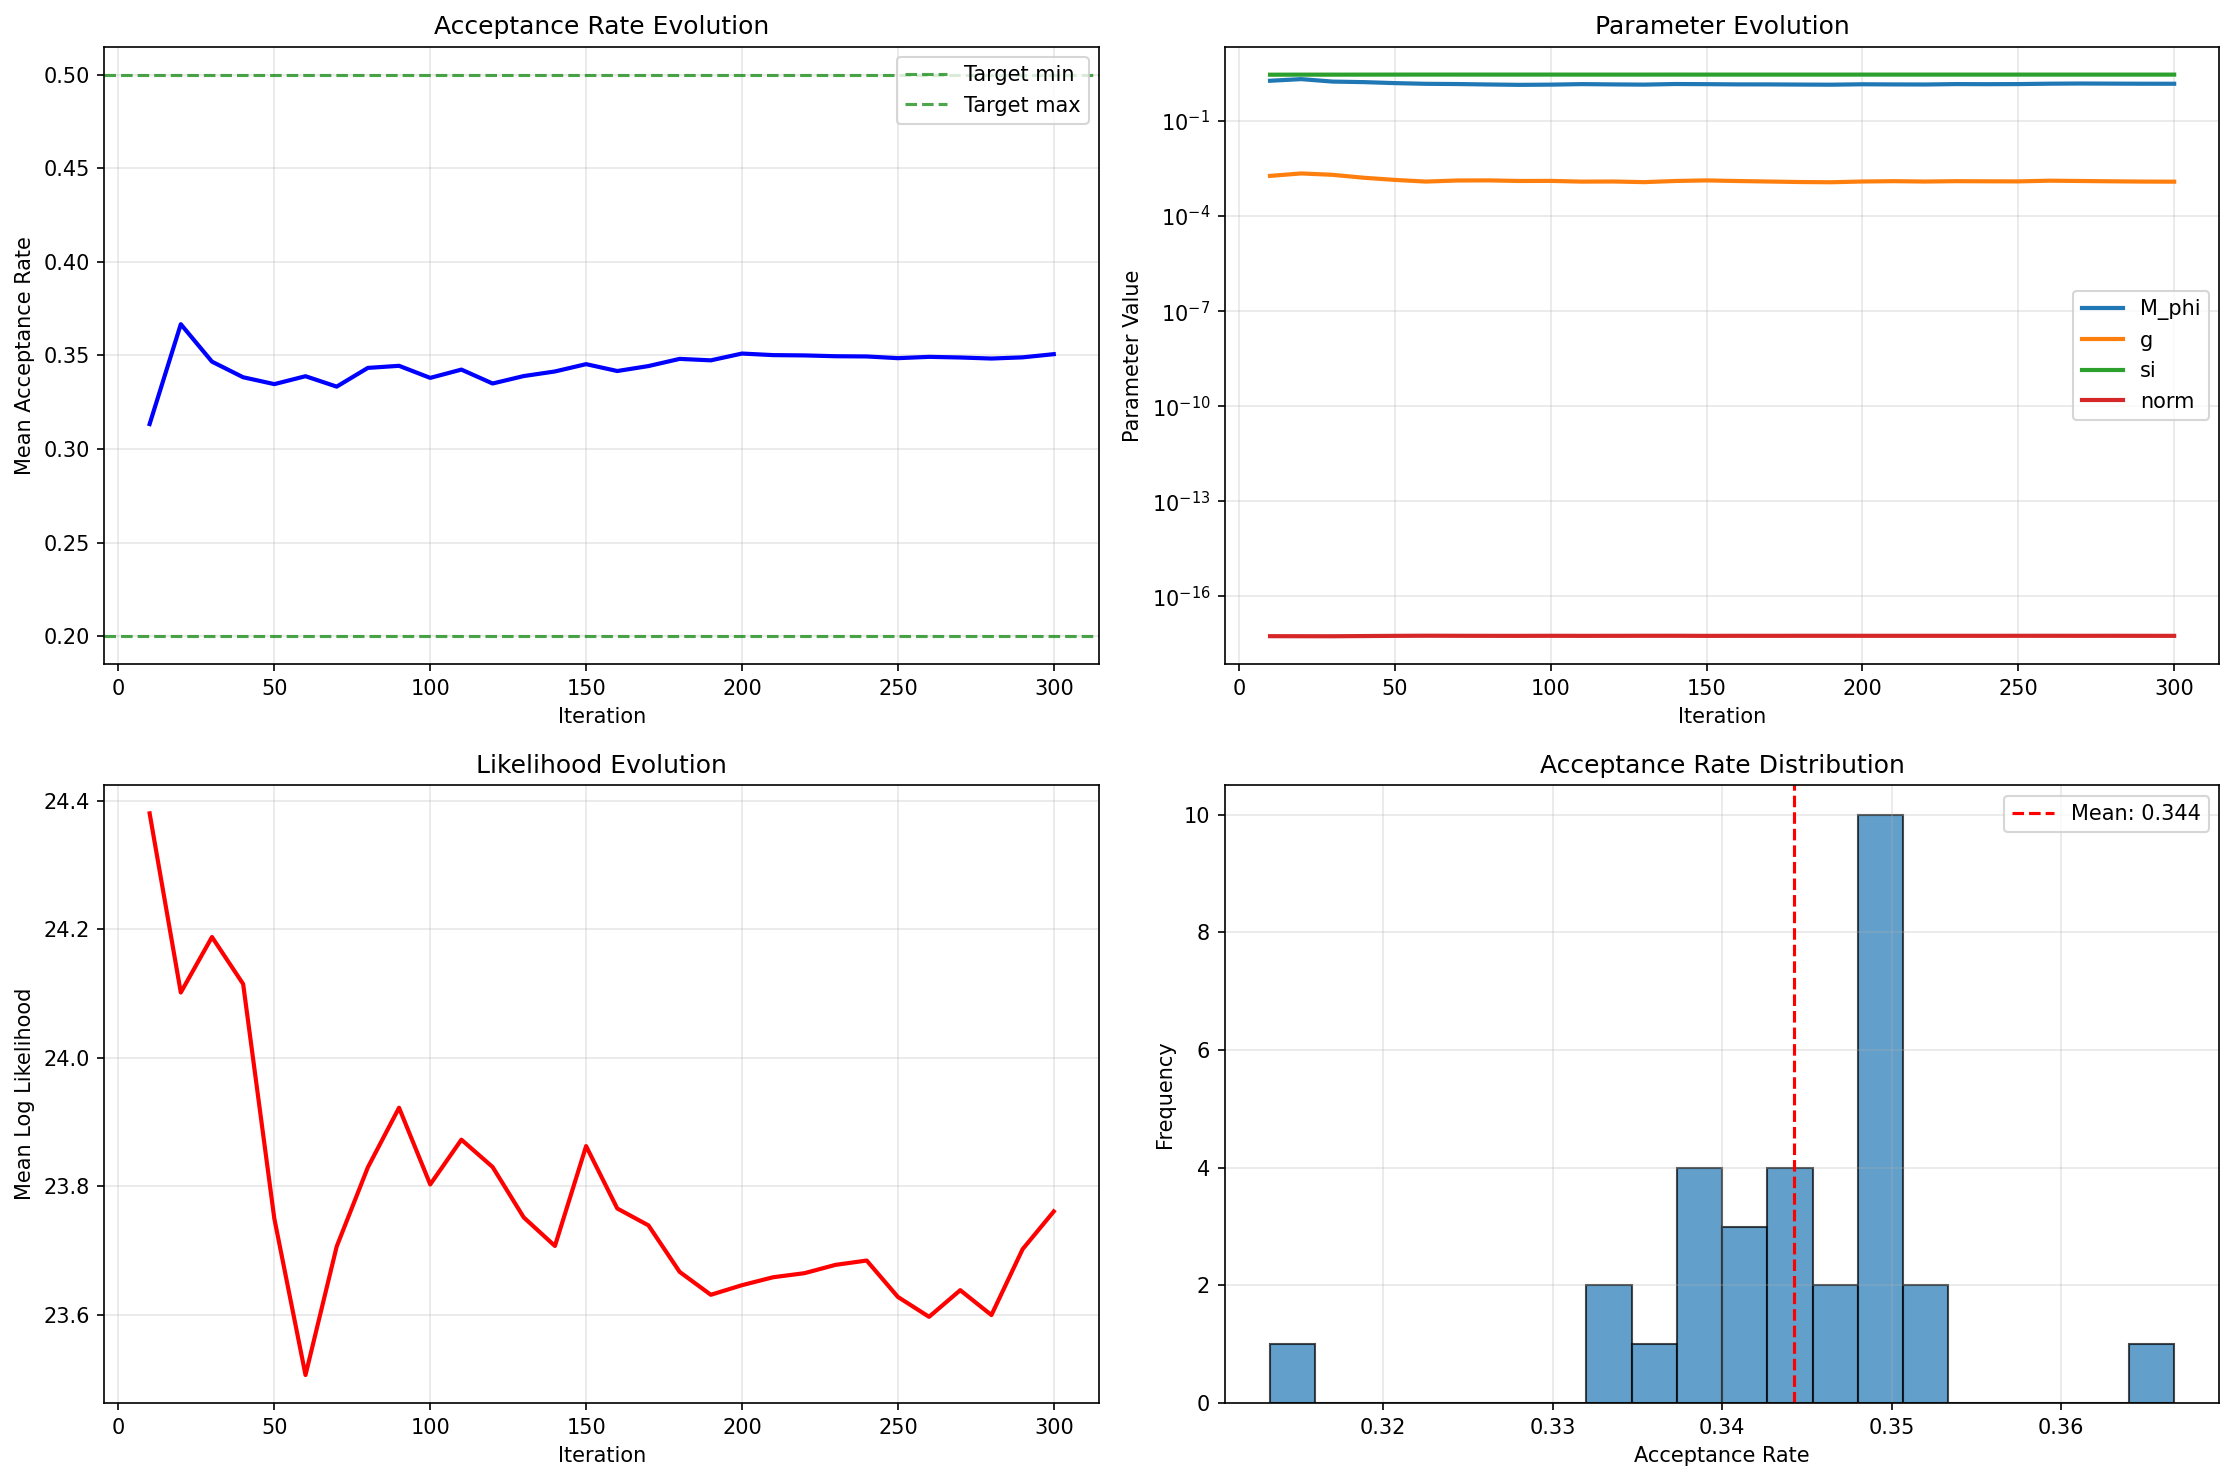 Acceptance Rate Evolution
Mean Acceptance Rate
0.50
0.45
0.40
0.35
0.30
0.25
0.20
Target min
Target max
0 50 100 150 200 250 300
Iteration
Parameter Evolution
Parameter Value
10⁻¹
10⁻⁴
10⁻⁷
10⁻¹⁰
10⁻¹³
10⁻¹⁶
M_phi
g
si
norm
0 50 100 150 200 250 300
Iteration
Likelihood Evolution
Mean Log Likelihood
24.4
24.2
24.0
23.8
23.6
0 50 100 150 200 250 300
Iteration
Acceptance Rate Distribution
Frequency
10
8
6
4
2
0
Mean: 0.344
0.32 0.33 0.34 0.35 0.36
Acceptance Rate